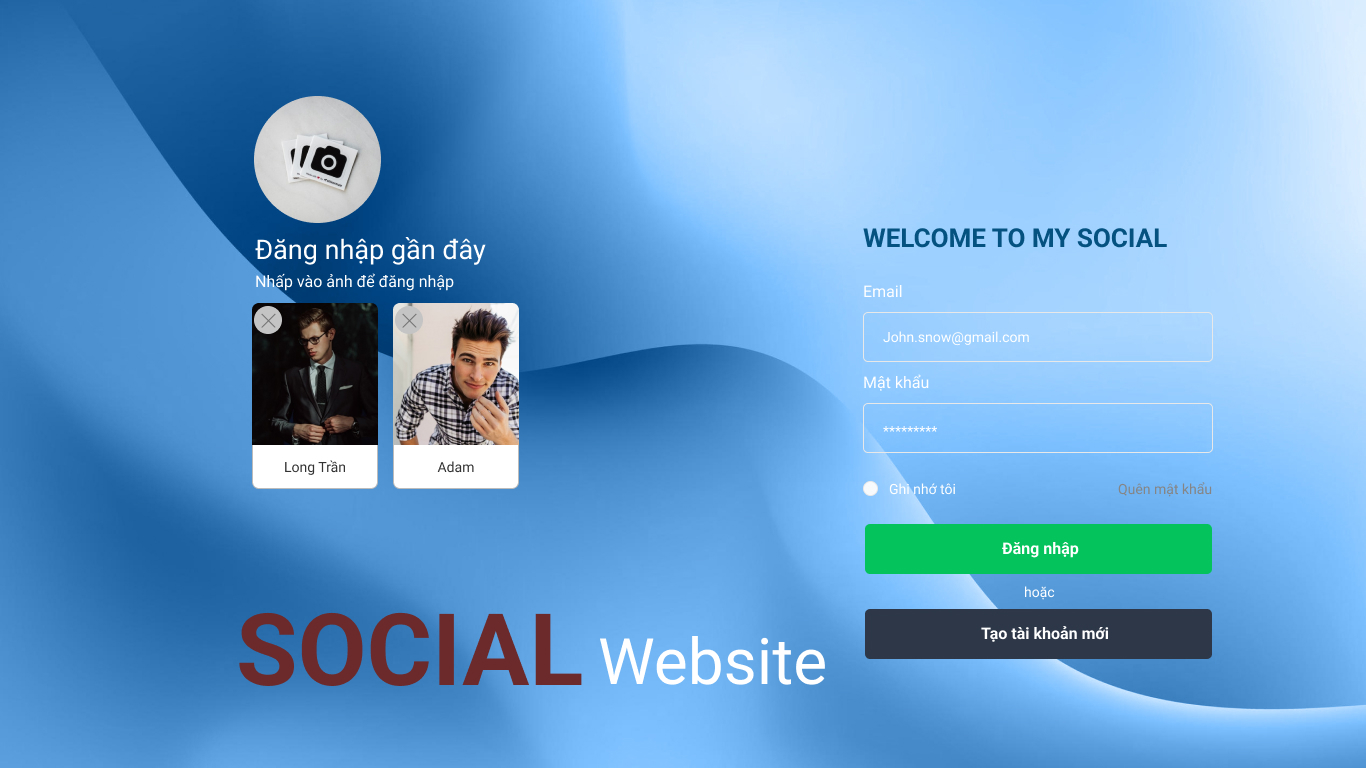 Đăng nhập gần đây
Nhấp vào ảnh để đăng nhập
Long Trần
Adam
SOCIAL Website
WELCOME TO MY SOCIAL
Email
John.snow@gmail.com
Mật khẩu
*********
Ghi nhớ tôi
Quên mật khẩu
Đăng nhập
hoặc
Tạo tài khoản mới